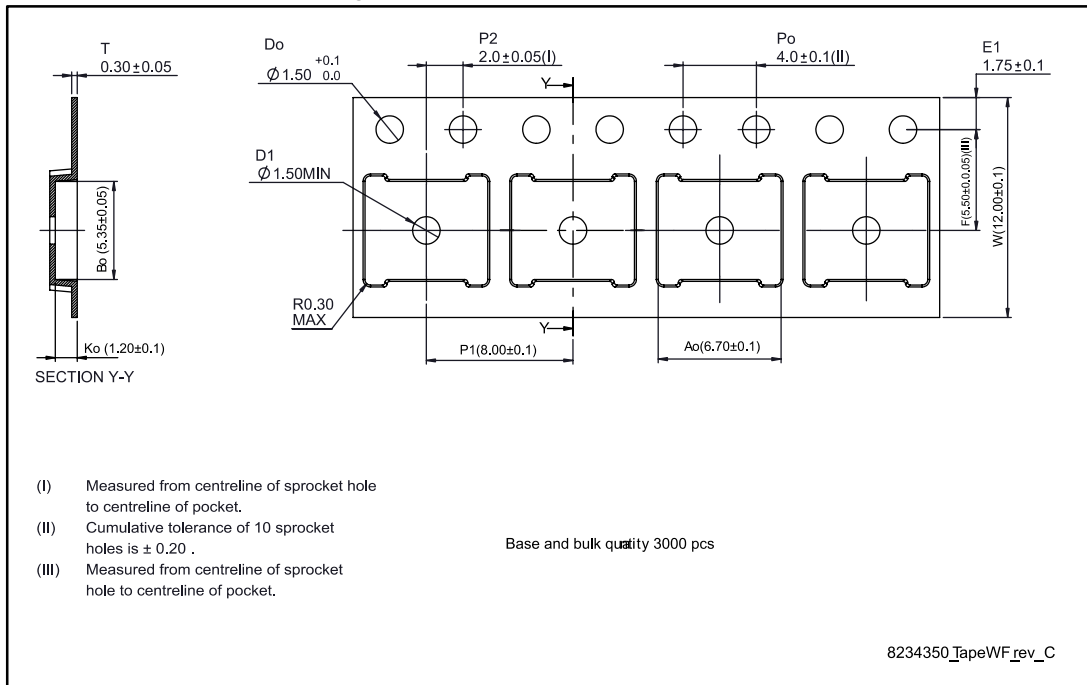 T
0.30±0.05
Do
+0.1
∅1.50 0.0
P2
2.0±0.05(I)
Po
4.0±0.1(II)
E1
1.75±0.1
Y
D1
∅1.50MIN
Bo (5.35±0.05)
F(5.50±0.0.05)(III)
W(12.00±0.1)
R0.30
MAX
Y
Ko (1.20±0.1)
P1(8.00±0.1)
Ao(6.70±0.1)
SECTION Y-Y
(I) Measured from centreline of sprocket hole
to centreline of pocket.
(II) Cumulative tolerance of 10 sprocket
holes is ± 0.20 .
(III) Measured from centreline of sprocket
hole to centreline of pocket.
Base and bulk quatity 3000 pcs
8234350_TapeWF_rev_C